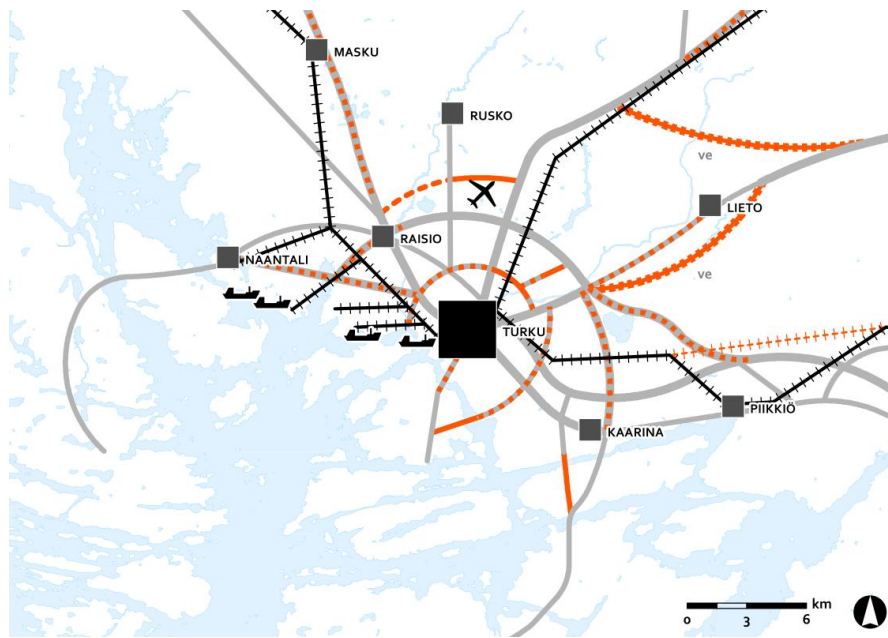 MASKU
RUSKO
ve
LIETO
RAISIO
NAANTALI
ve
TURKU
PIIKKIÖ
KAARINA
km
0 3 6